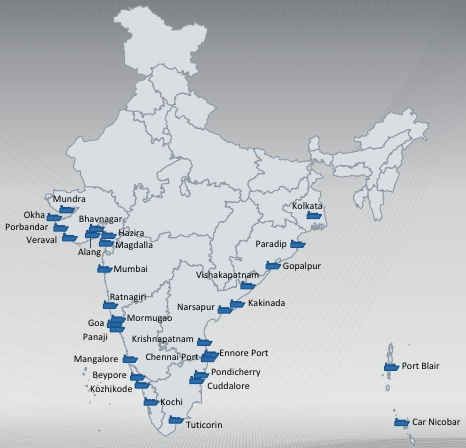 Mundra
Okha
Bhavnagar
Porbandar
Hazira
Veraval
Magdalla
Alang
Mumbai
Ratnagiri
Mormugao
Goa
Panaji
Mangalore
Beypore
Kozhikode
Kochi
Tuticorin
Kolkata
Paradip
Gopalpur
Vishakapatnam
Kakinada
Narsapur
Krishnapatnam
Ennore Port
Chennai Port
Pondicherry
Cuddalore
Port Blair
Car Nicobar